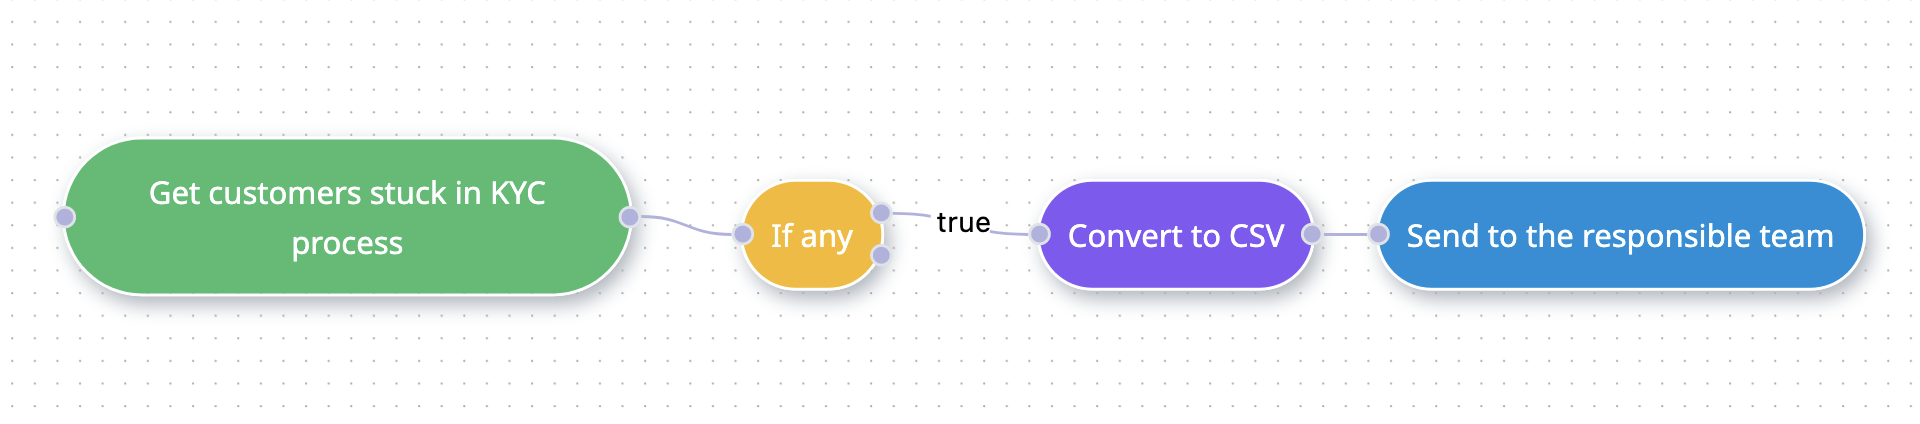 Get customers stuck in KYC
process
If any
true
Convert to CSV
Send to the responsible team